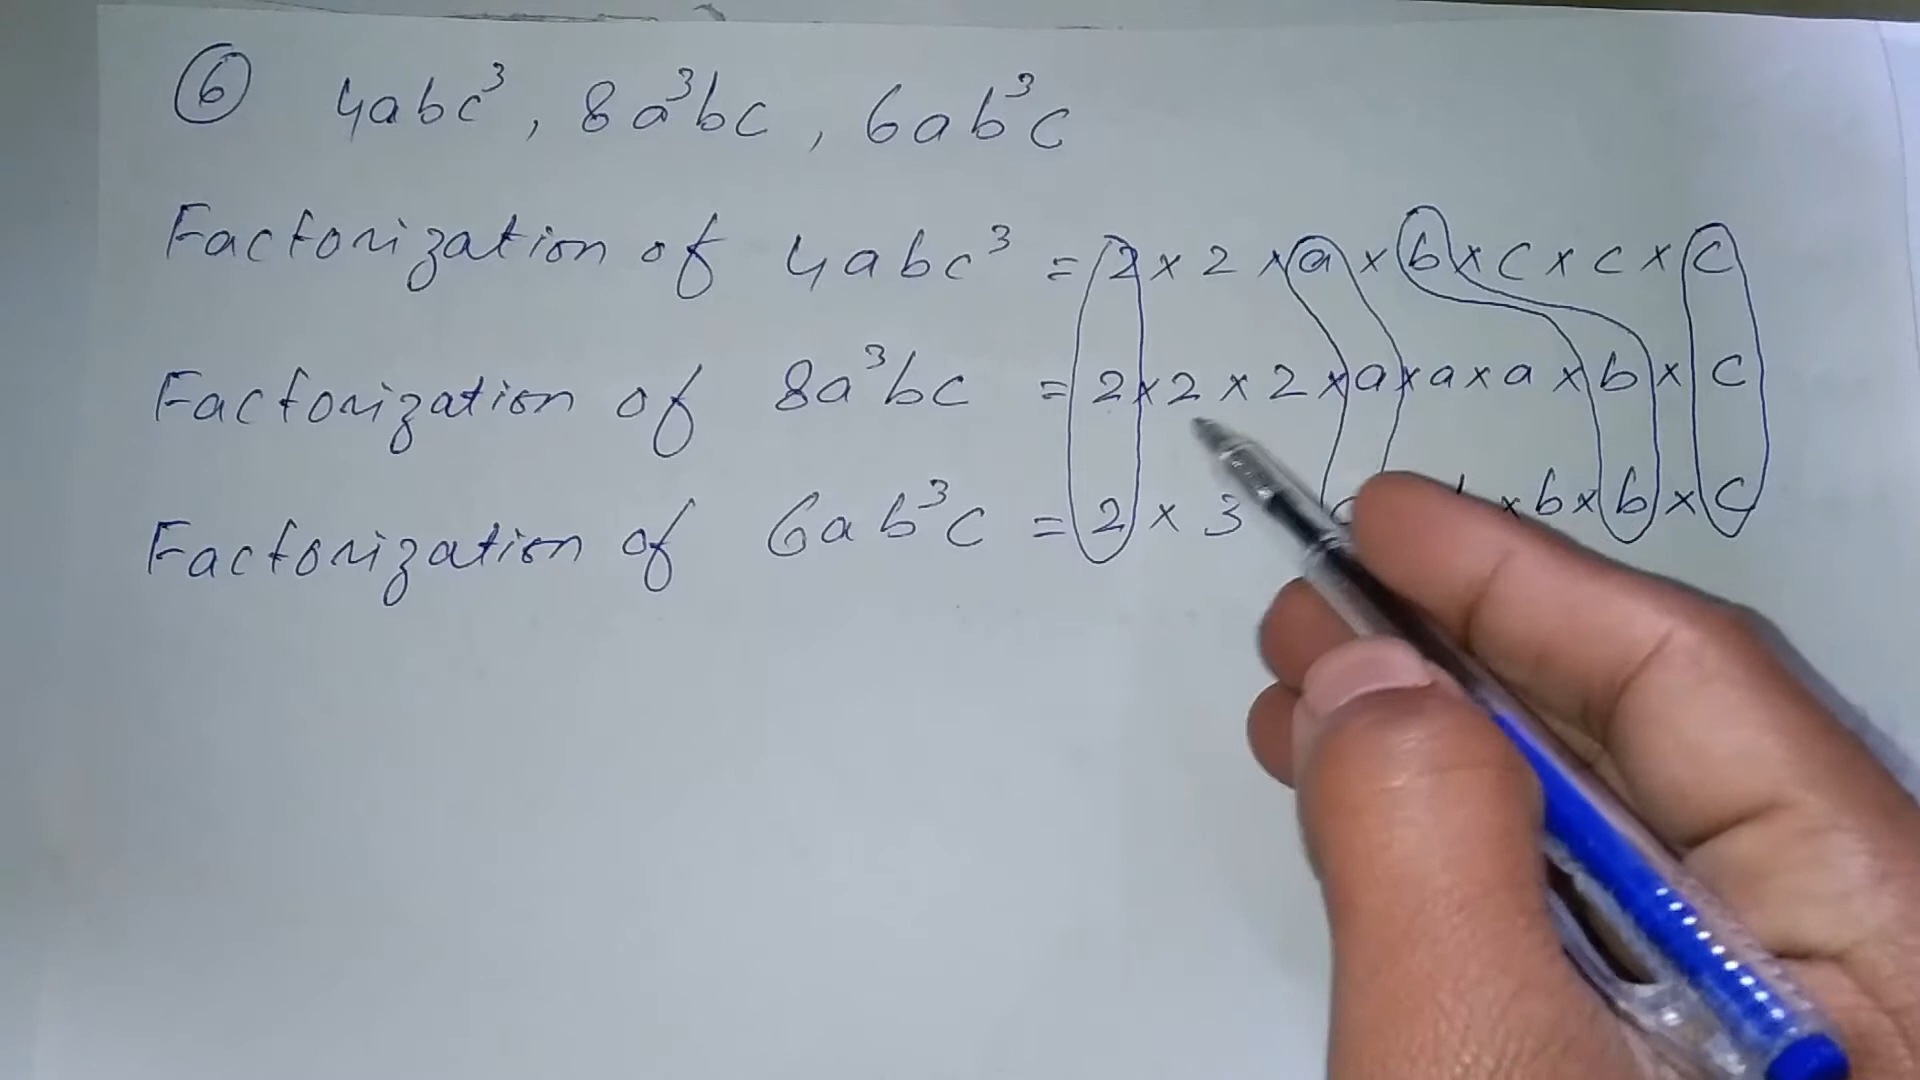 6 4abc³, 8a³bc, 6ab³c
Factorization of 4abc³ = 2 × 2 × a × b × c × c × c
Factorization of 8a³bc = 2 × 2 × 2 × a × a × a × b × c
Factorization of 6ab³c = 2 × 3 × b × b × c